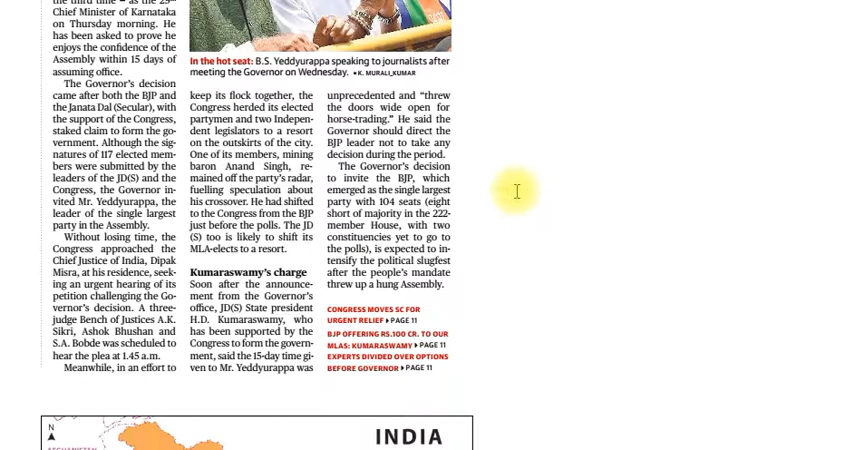 the third time — as the 25th
Chief Minister of Karnataka
on Thursday morning. He
has been asked to prove he
enjoys the confidence of the
Assembly within 15 days of
assuming office.
The Governor's decision
came after both the BJP and
the Janata Dal (Secular), with
the support of the Congress,
staked claim to form the go-
vernment. Although the sig-
natures of 117 elected mem-
bers were submitted by the
leaders of the JD(S) and the
Congress, the Governor in-
vited Mr. Yeddyurappa, the
leader of the single largest
party in the Assembly.
Without losing time, the
Congress approached the
Chief Justice of India, Dipak
Misra, at his residence, seek-
ing an urgent hearing of its
petition challenging the Go-
vernor's decision. A three-
judge Bench of Justices A.K.
Sikri, Ashok Bhushan and
S.A. Bobde was scheduled to
hear the plea at 1.45 a.m.
Meanwhile, in an effort to
In the hot seat: B.S. Yeddyurappa speaking to journalists after
meeting the Governor on Wednesday. • K. MURALI KUMAR
keep its flock together, the
Congress herded its elected
partymen and two Indepen-
dent legislators to a resort
on the outskirts of the city.
One of its members, mining
baron Anand Singh, re-
mained off the party's radar,
fuelling speculation about
his crossover. He had shifted
to the Congress from the BJP
just before the polls. The JD
(S) too is likely to shift its
MLA-elects to a resort.
Kumaraswamy's charge
Soon after the announce-
ment from the Governor's
office, JD(S) State president
H.D. Kumaraswamy, who
has been supported by the
Congress to form the govern-
ment, said the 15-day time gi-
ven to Mr. Yeddyurappa was
unprecedented and "threw
the doors wide open for
horse-trading." He said the
Governor should direct the
BJP leader not to take any
decision during the period.
The Governor's decision
to invite the BJP, which
emerged as the single largest
party with 104 seats (eight
short of majority in the 222-
member House, with two
constituencies yet to go to
the polls), is expected to in-
tensify the political slugfest
after the people's mandate
threw up a hung Assembly.
CONGRESS MOVES SC FOR
URGENT RELIEF ▸ PAGE 11
BJP OFFERING RS.100 CR. TO OUR
MLAS: KUMARASWAMY ▸ PAGE 11
EXPERTS DIVIDED OVER OPTIONS
BEFORE GOVERNOR ▸ PAGE 11
N
INDIA
AFGHANISTAN